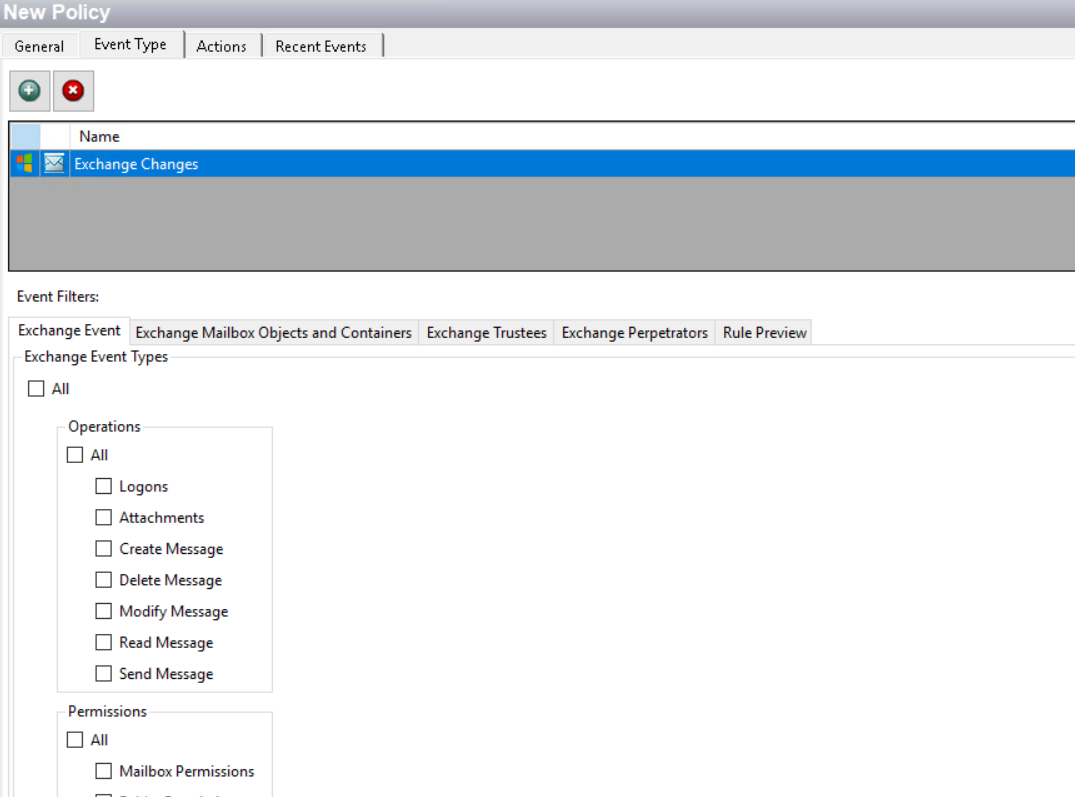 New Policy
General Event Type Actions Recent Events
Name
Exchange Changes
Event Filters:
Exchange Event Exchange Mailbox Objects and Containers Exchange Trustees Exchange Perpetrators Rule Preview
Exchange Event Types
All
Operations
All
Logons
Attachments
Create Message
Delete Message
Modify Message
Read Message
Send Message
Permissions
All
Mailbox Permissions